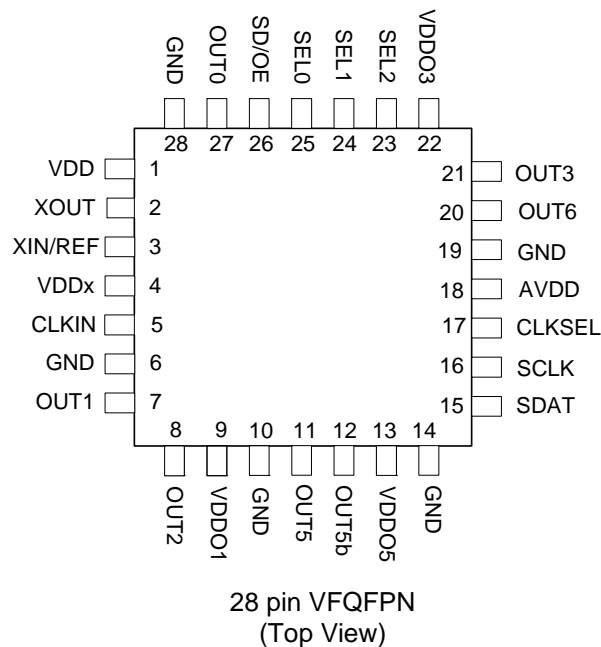 GND
OUT0
SD/OE
SEL0
SEL1
SEL2
VDDO3
28
27
26
25
24
23
22
VDD
1
XOUT
2
XIN/REF
3
VDDx
4
CLKIN
5
GND
6
OUT1
7
21
OUT3
20
OUT6
19
GND
18
AVDD
17
CLKSEL
16
SCLK
15
SDAT
8
9
10
11
12
13
14
OUT2
VDDO1
GND
OUT5
OUT5b
VDDO5
GND
28 pin VFQFPN
(Top View)